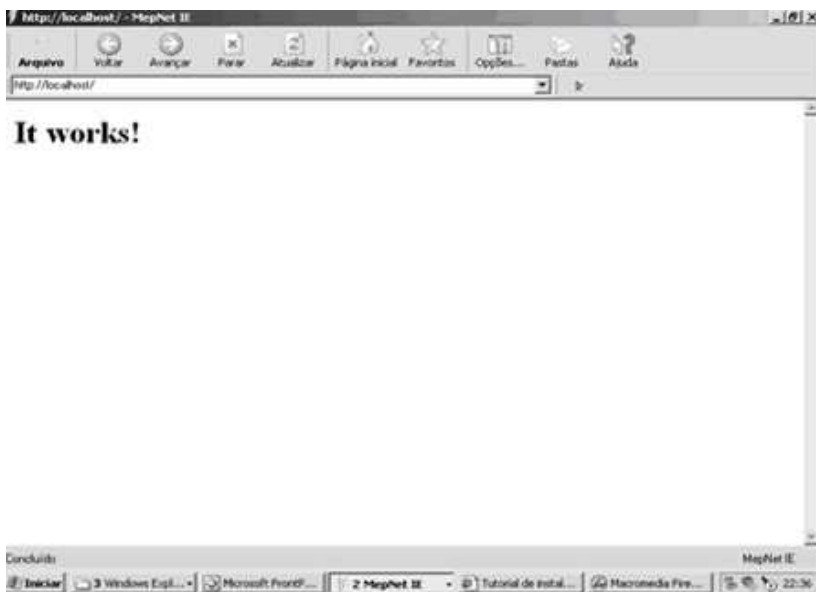 http://localhost/ - MepNet IE
Arquivo Voltar Avançar Parar Atualizar Página inicial Favoritos Opções... Pastas Ajuda
http://localhost/
It works!
Concluído MepNet IE
Iniciar 3 Windows Expl... Microsoft FrontP... 2 MepNet IE Tutorial de instal... Macromedia Fire... 22:36